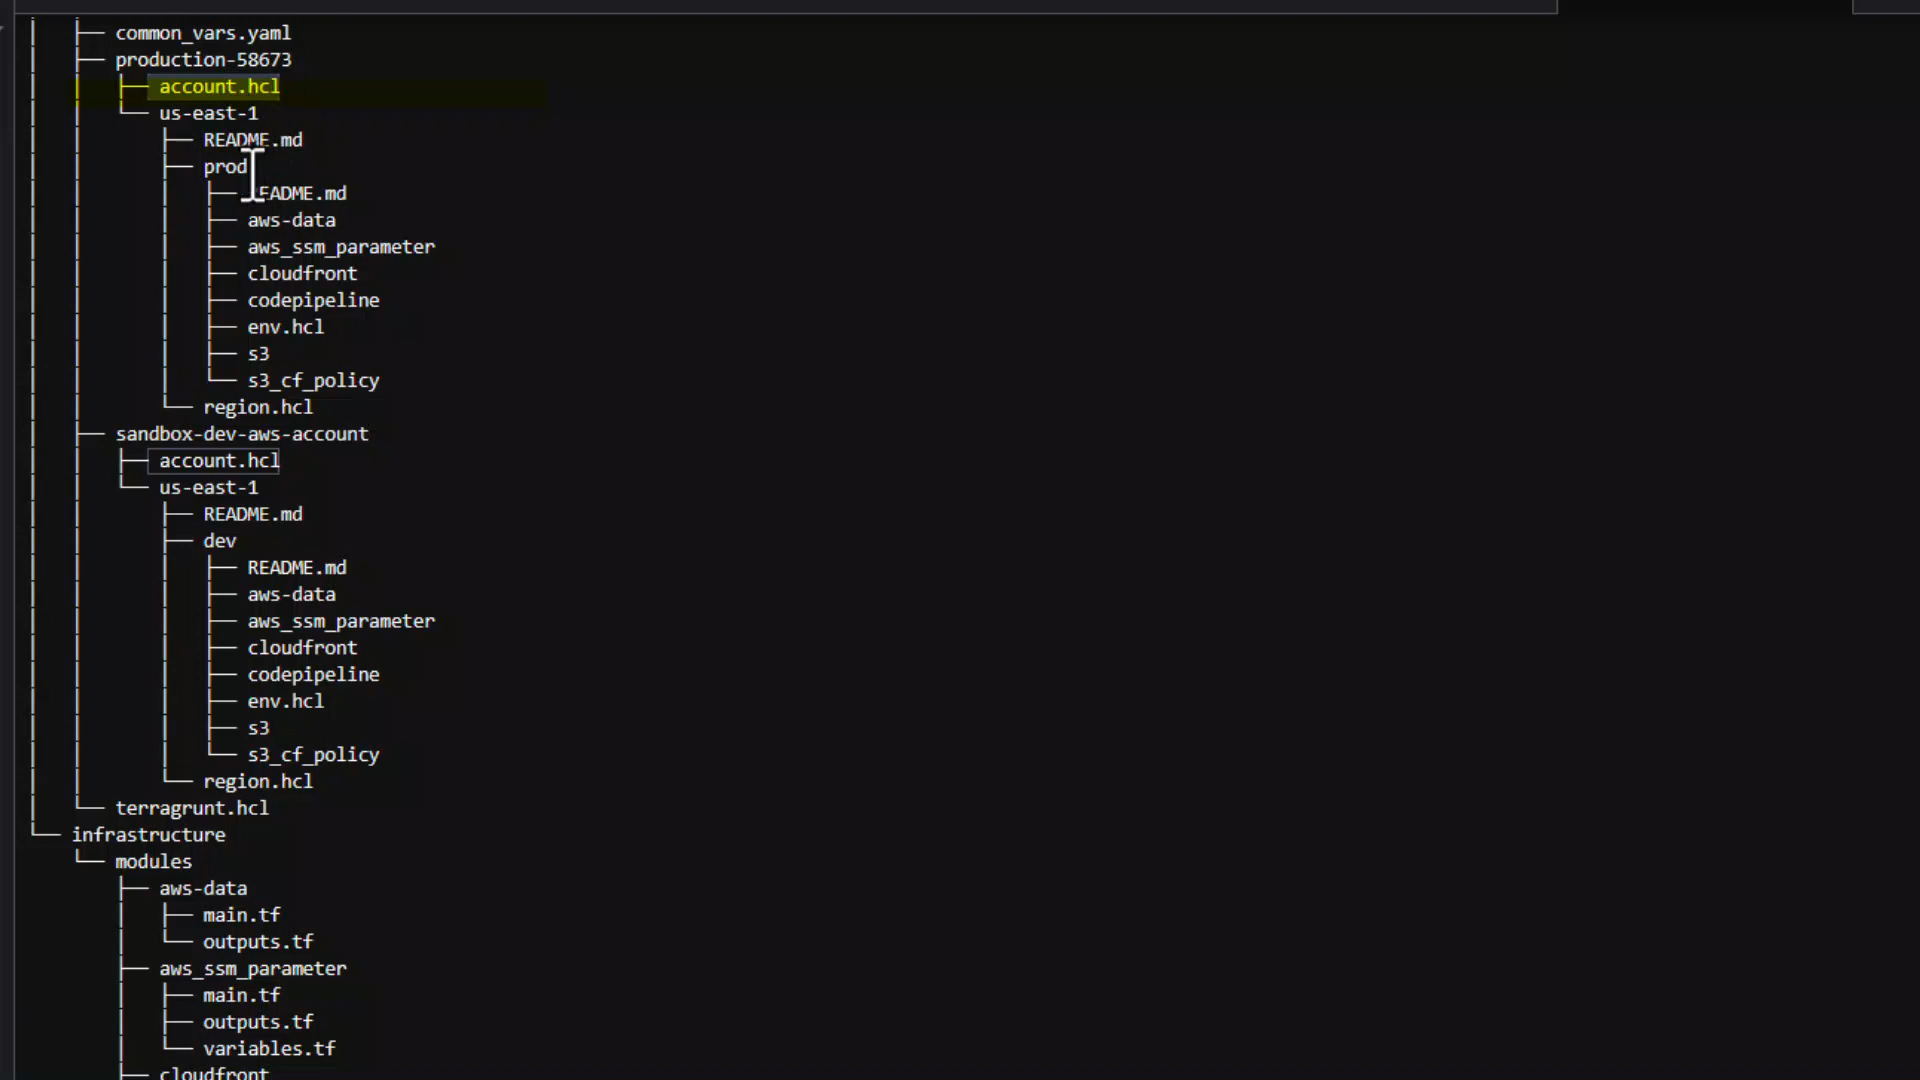 ├── common_vars.yaml
├── production-58673
│   ├── account.hcl
│   └── us-east-1
│       ├── README.md
│       ├── prod
│       │   ├── README.md
│       │   ├── aws-data
│       │   ├── aws_ssm_parameter
│       │   ├── cloudfront
│       │   ├── codepipeline
│       │   ├── env.hcl
│       │   ├── s3
│       │   └── s3_cf_policy
│       └── region.hcl
├── sandbox-dev-aws-account
│   ├── account.hcl
│   └── us-east-1
│       ├── README.md
│       ├── dev
│       │   ├── README.md
│       │   ├── aws-data
│       │   ├── aws_ssm_parameter
│       │   ├── cloudfront
│       │   ├── codepipeline
│       │   ├── env.hcl
│       │   ├── s3
│       │   └── s3_cf_policy
│       └── region.hcl
└── terragrunt.hcl
└── infrastructure
    └── modules
        ├── aws-data
        │   ├── main.tf
        │   └── outputs.tf
        ├── aws_ssm_parameter
        │   ├── main.tf
        │   ├── outputs.tf
        │   └── variables.tf
        ├── cloudfront